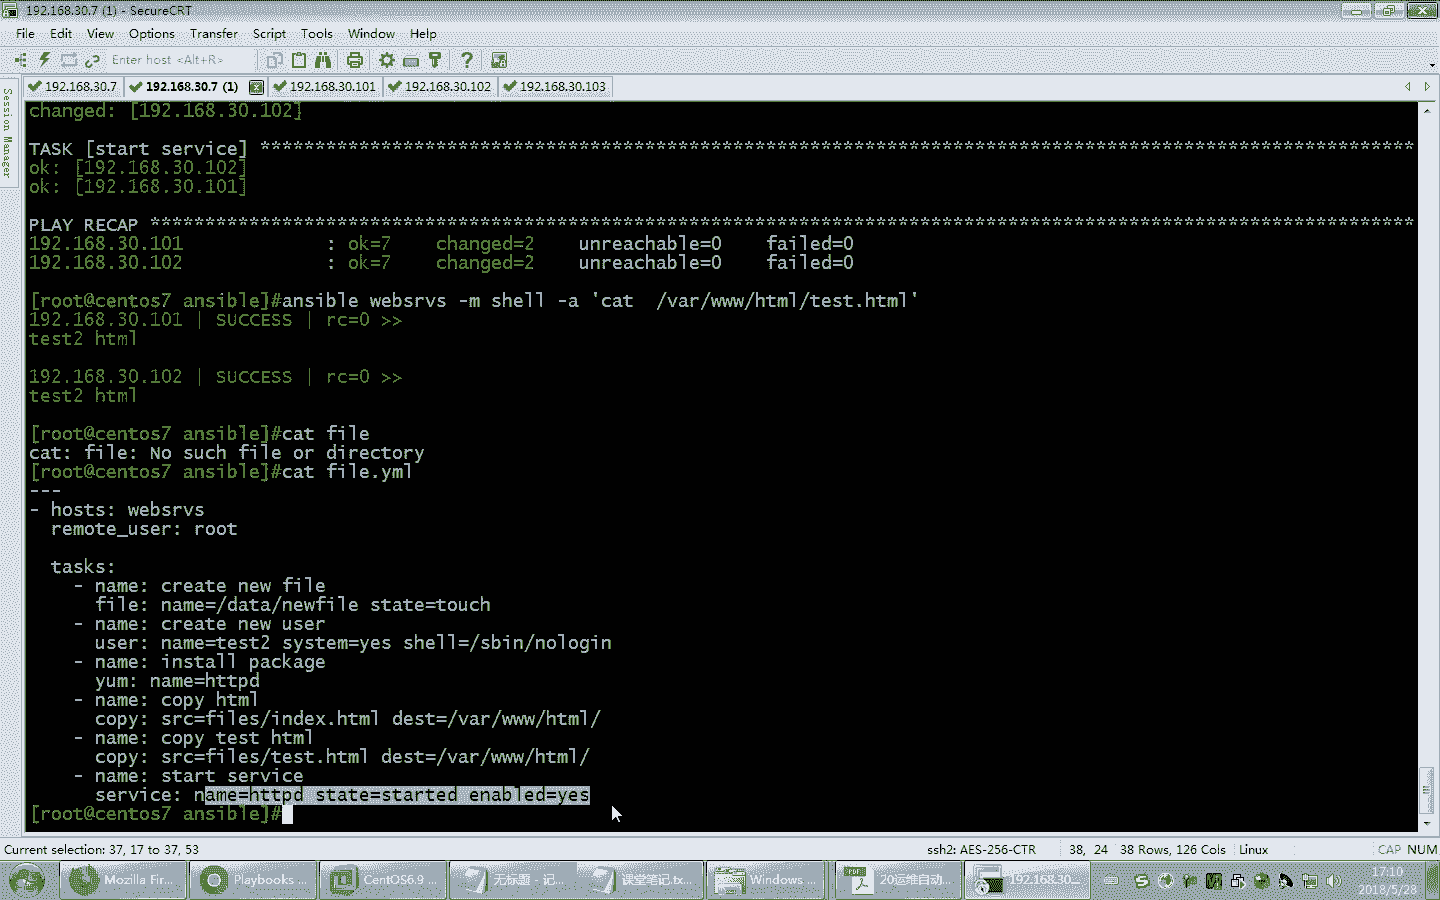 192.168.30.7 (1) - SecureCRT
File Edit View Options Transfer Script Tools Window Help
Enter host <Alt+R>
192.168.30.7 192.168.30.7 (1) 192.168.30.101 192.168.30.102 192.168.30.103
Session Manager
changed: [192.168.30.102]
TASK [start service] *********************************************************************************************************
ok: [192.168.30.102]
ok: [192.168.30.101]
PLAY RECAP *******************************************************************************************************************
192.168.30.101 : ok=7 changed=2 unreachable=0 failed=0
192.168.30.102 : ok=7 changed=2 unreachable=0 failed=0
[root@centos7 ansible]#ansible websrvs -m shell -a 'cat  /var/www/html/test.html'
192.168.30.101 | SUCCESS | rc=0 >>
test2 html
192.168.30.102 | SUCCESS | rc=0 >>
test2 html
[root@centos7 ansible]#cat file
cat: file: No such file or directory
[root@centos7 ansible]#cat file.yml
---
- hosts: websrvs
  remote_user: root
  tasks:
    - name: create new file
      file: name=/data/newfile state=touch
    - name: create new user
      user: name=test2 system=yes shell=/sbin/nologin
    - name: install package
      yum: name=httpd
    - name: copy html
      copy: src=files/index.html dest=/var/www/html/
    - name: copy test html
      copy: src=files/test.html dest=/var/www/html/
    - name: start service
      service: name=httpd state=started enabled=yes
[root@centos7 ansible]#
Current selection: 37, 17 to 37, 53 ssh2: AES-256-CTR 38, 24 38 Rows, 126 Cols Linux CAP NUM
Mozilla Fir... Playbooks ... CentOS6.9 ... 无标题 - 记... 课堂笔记.tx... Windows ... 20运维自动... 192.168.30.... 17:10
2018/5/28